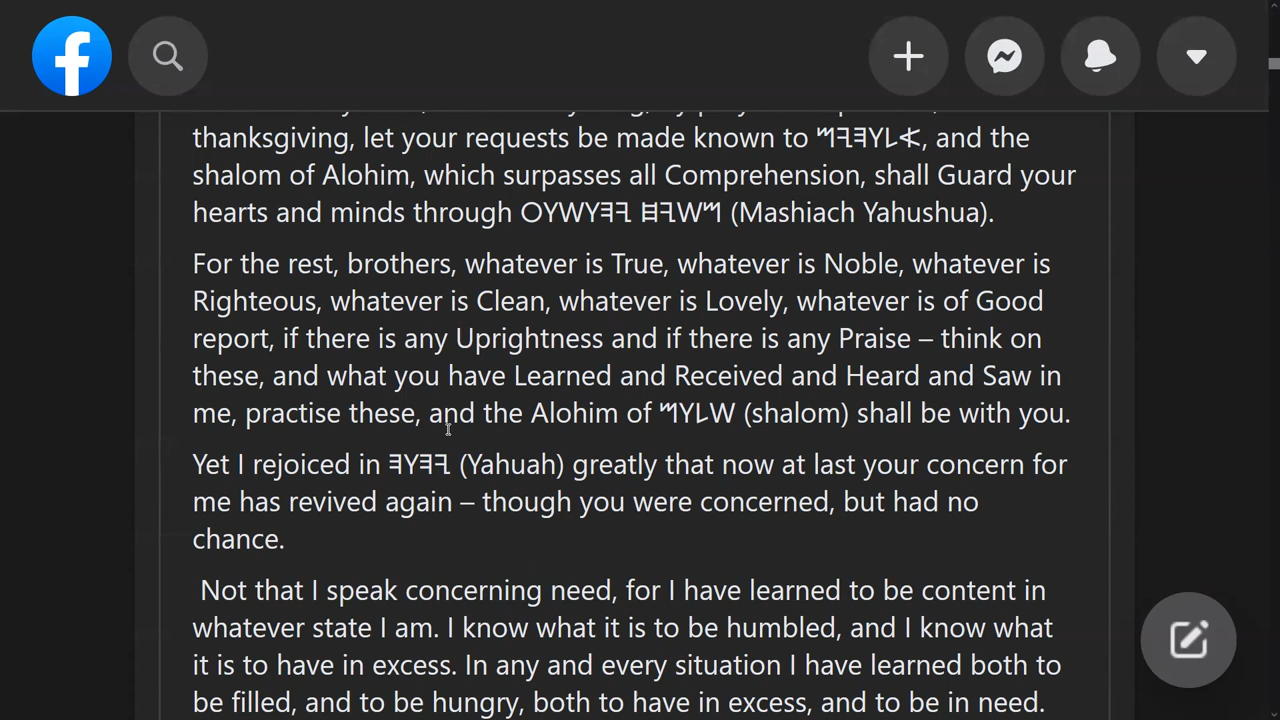 thanksgiving, let your requests be made known to 𐤌𐤉𐤄𐤅𐤋𐤀, and the
shalom of Alohim, which surpasses all Comprehension, shall Guard your
hearts and minds through 𐤏𐤅𐤔𐤅𐤄𐤉 𐤇𐤉𐤔𐤌 (Mashiach Yahushua).
For the rest, brothers, whatever is True, whatever is Noble, whatever is
Righteous, whatever is Clean, whatever is Lovely, whatever is of Good
report, if there is any Uprightness and if there is any Praise – think on
these, and what you have Learned and Received and Heard and Saw in
me, practise these, and the Alohim of 𐤌𐤅𐤋𐤔 (shalom) shall be with you.
Yet I rejoiced in 𐤄𐤅𐤄𐤉 (Yahuah) greatly that now at last your concern for
me has revived again – though you were concerned, but had no
chance.
Not that I speak concerning need, for I have learned to be content in
whatever state I am. I know what it is to be humbled, and I know what
it is to have in excess. In any and every situation I have learned both to
be filled, and to be hungry, both to have in excess, and to be in need.